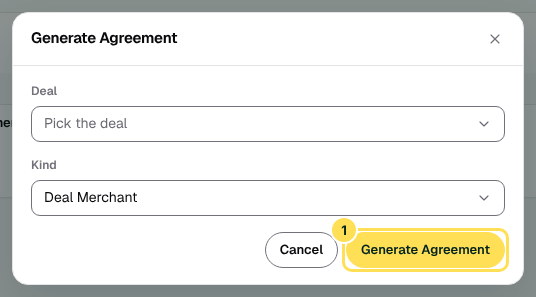 Generate Agreement
Deal
Pick the deal
Kind
Deal Merchant
1
Cancel
Generate Agreement